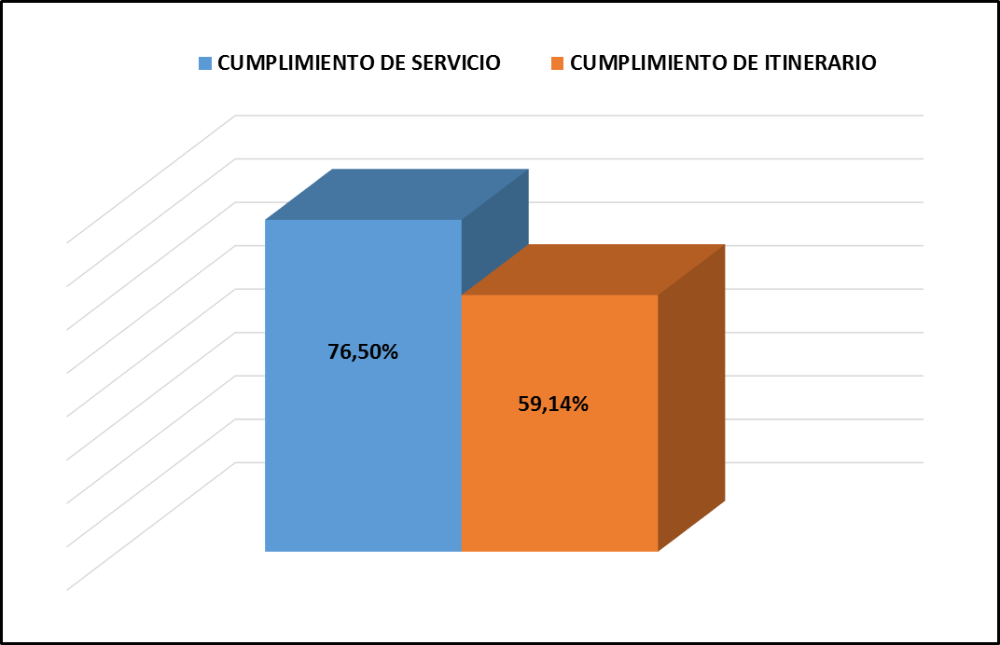 CUMPLIMIENTO DE SERVICIO CUMPLIMIENTO DE ITINERARIO
76,50%
59,14%